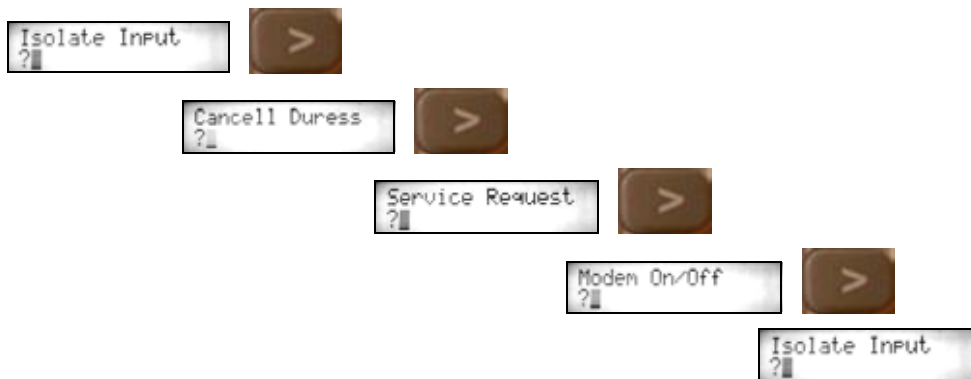 Isolate Input
?
>
Cancell Duress
?
>
Service Request
?
>
Modem On/Off
?
>
Isolate Input
?